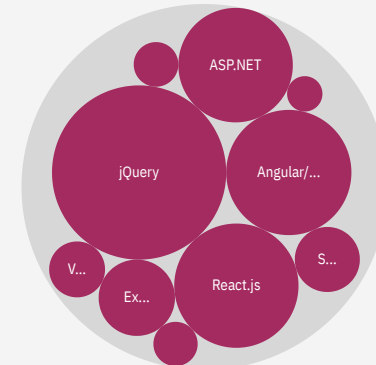 ASP.NET
jQuery
Angular/...
V...
Ex...
React.js
S...